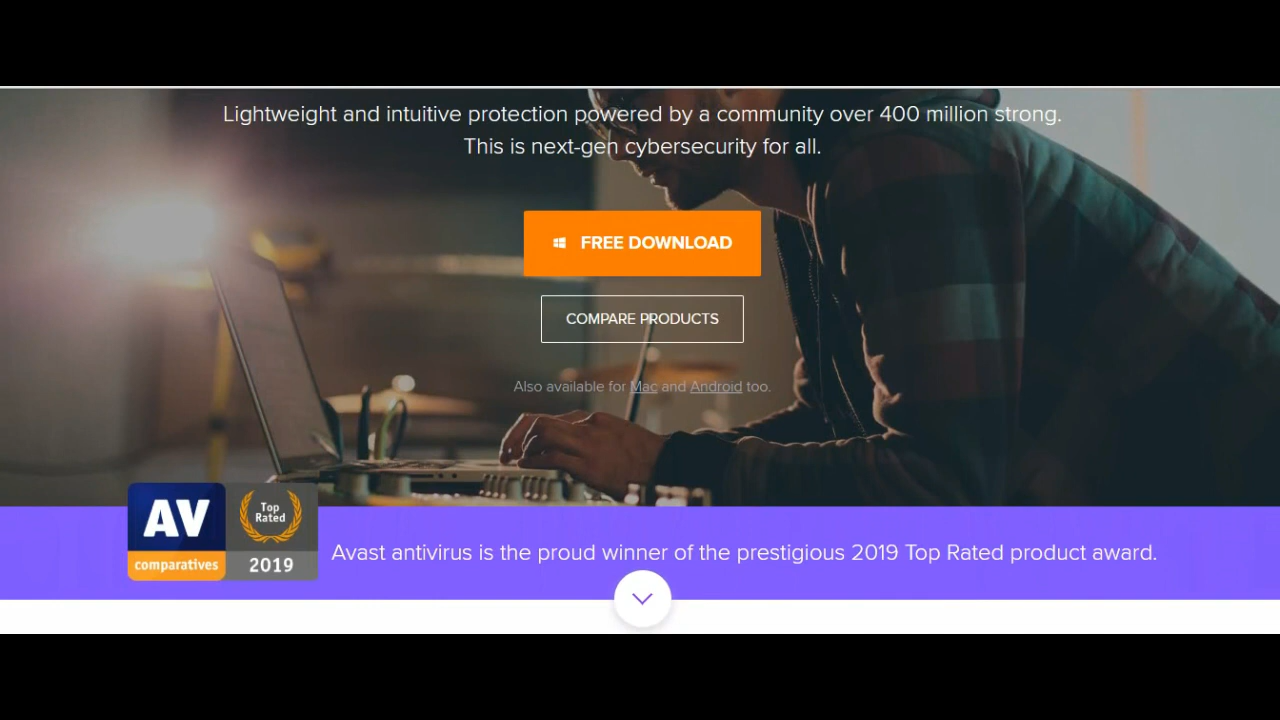 Lightweight and intuitive protection powered by a community over 400 million strong.
This is next-gen cybersecurity for all.
FREE DOWNLOAD
COMPARE PRODUCTS
Also available for Mac and Android too.
AV
comparatives
Top
Rated
2019
Avast antivirus is the proud winner of the prestigious 2019 Top Rated product award.